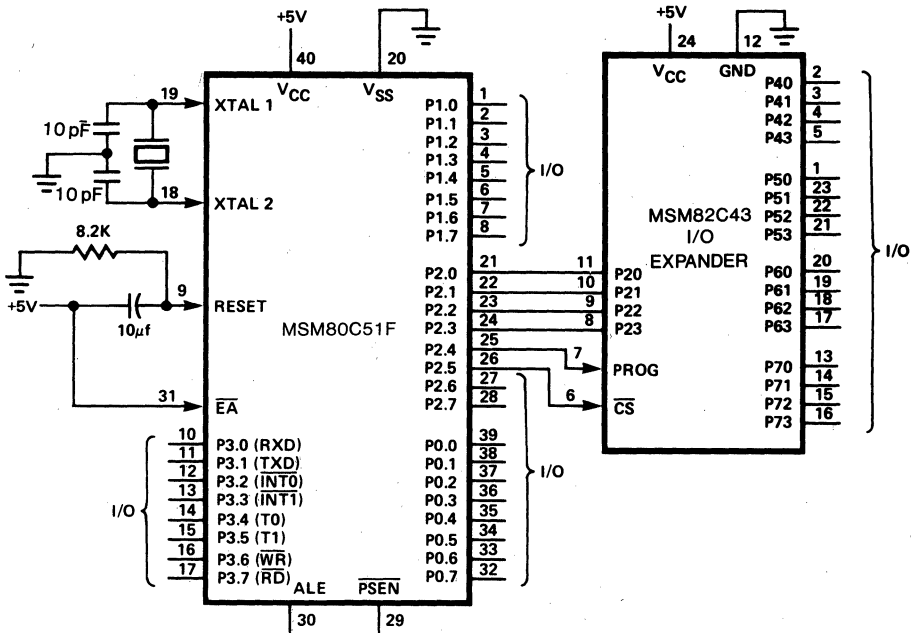 +5V
40
20
VCC
VSS
19
XTAL 1
10 pF
10 pF
18
XTAL 2
8.2K
9
RESET
+5V
10µf
MSM80C51F
31
EA
10 P3.0 (RXD)
11 P3.1 (TXD)
12 P3.2 (INT0)
13 P3.3 (INT1)
14 P3.4 (T0)
15 P3.5 (T1)
16 P3.6 (WR)
17 P3.7 (RD)
I/O
ALE
PSEN
30
29
P1.0 1
P1.1 2
P1.2 3
P1.3 4
P1.4 5
P1.5 6
P1.6 7
P1.7 8
I/O
P2.0 21
P2.1 22
P2.2 23
P2.3 24
P2.4 25
P2.5 26
P2.6 27
P2.7 28
P0.0 39
P0.1 38
P0.2 37
P0.3 36
P0.4 35
P0.5 34
P0.6 33
P0.7 32
I/O
+5V
24
12
VCC
GND
MSM82C43
I/O
EXPANDER
11 P20
10 P21
9 P22
8 P23
7 PROG
6 CS
P40 2
P41 3
P42 4
P43 5
P50 1
P51 23
P52 22
P53 21
P60 20
P61 19
P62 18
P63 17
P70 13
P71 14
P72 15
P73 16
I/O